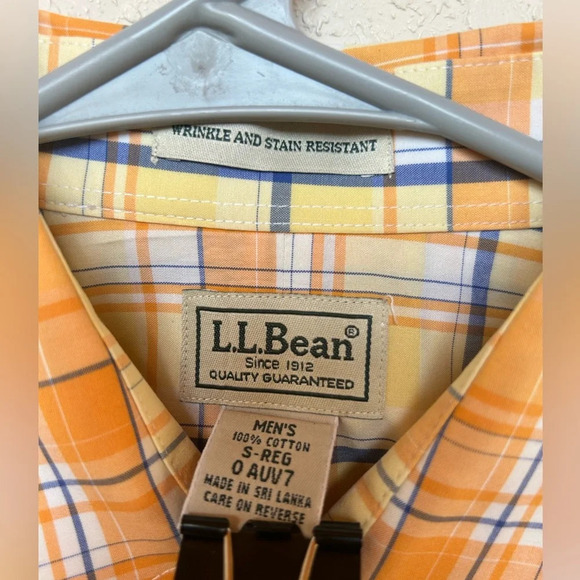 WRINKLE AND STAIN RESISTANT
L.L.Bean®
Since 1912
QUALITY GUARANTEED
MEN'S
100% COTTON
S-REG
0 AUV7
MADE IN SRI LANKA
CARE ON REVERSE